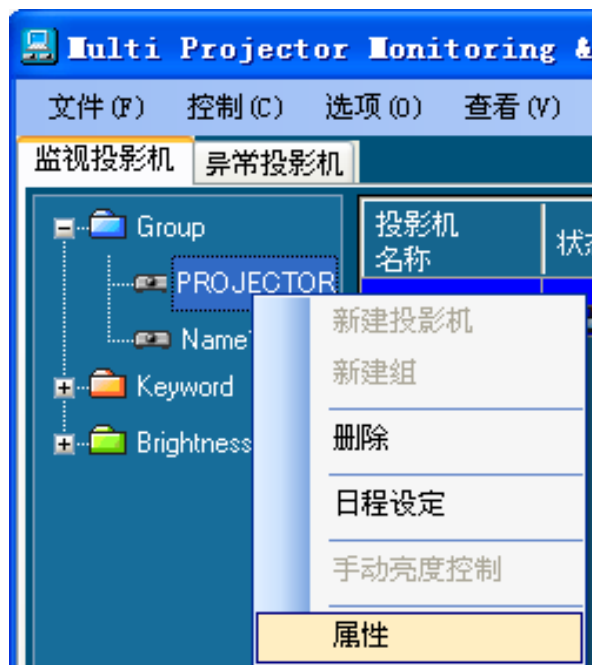 Multi Projector Monitoring &
文件(F) 控制(C) 选项(O) 查看(V)
监视投影机 异常投影机
Group
PROJECTOR
Name
Keyword
Brightness
投影机
名称
新建投影机
新建组
删除
日程设定
手动亮度控制
属性